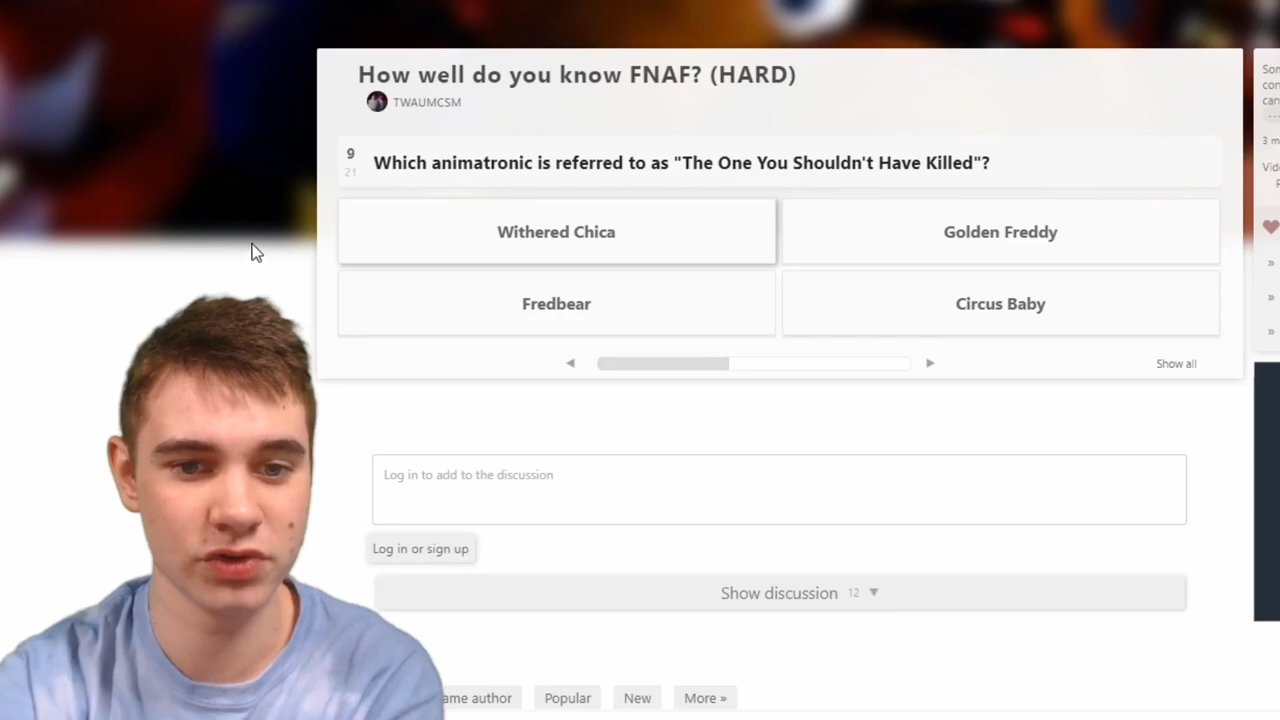 How well do you know FNAF? (HARD)
TWAUMCSM
9
21
Which animatronic is referred to as "The One You Shouldn't Have Killed"?
Withered Chica
Golden Freddy
Fredbear
Circus Baby
Show all
Log in to add to the discussion
Log in or sign up
Show discussion 12
author
Popular
New
More »